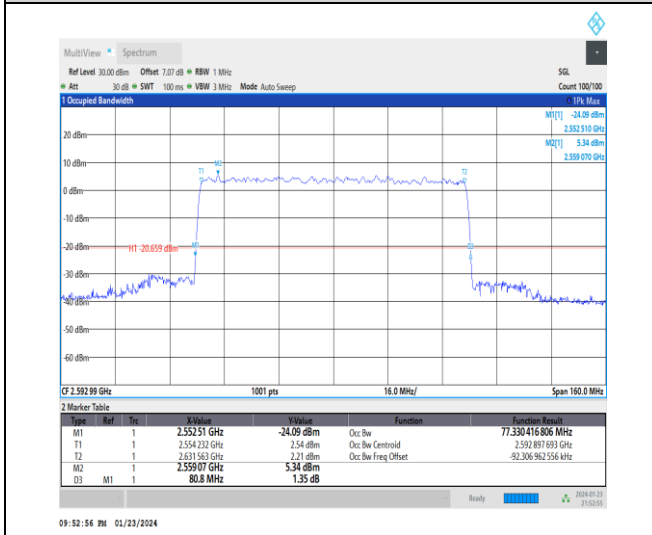 MultiView Spectrum
Ref Level 30.00 dBm Offset 7.07 dB RBW 1 MHz SGL
Att 30 dB SWT 100 ms VBW 3 MHz Mode Auto Sweep Count 100/100
1 Occupied Bandwidth 1Pk Max
M1[1] -24.09 dBm
2.552 510 GHz
20 dBm M2[1] 5.34 dBm
2.559 070 GHz
10 dBm
T1 M2 T2
0 dBm
-10 dBm
-20 dBm H1 -20.659 dBm M1 D3
-30 dBm
-40 dBm
-50 dBm
-60 dBm
CF 2.592 99 GHz 1001 pts 16.0 MHz/ Span 160.0 MHz
2 Marker Table
Type Ref Trc X-Value Y-Value Function Function Result
M1 1 2.552 51 GHz -24.09 dBm Occ Bw 77.330 416 806 MHz
T1 1 2.554 232 GHz 2.54 dBm Occ Bw Centroid 2.592 897 693 GHz
T2 1 2.631 563 GHz 2.21 dBm Occ Bw Freq Offset -92.306 962 556 kHz
M2 1 2.559 07 GHz 5.34 dBm
D3 M1 1 80.8 MHz 1.35 dB
Ready 2024-01-23
21:52:55
09:52:56 PM 01/23/2024